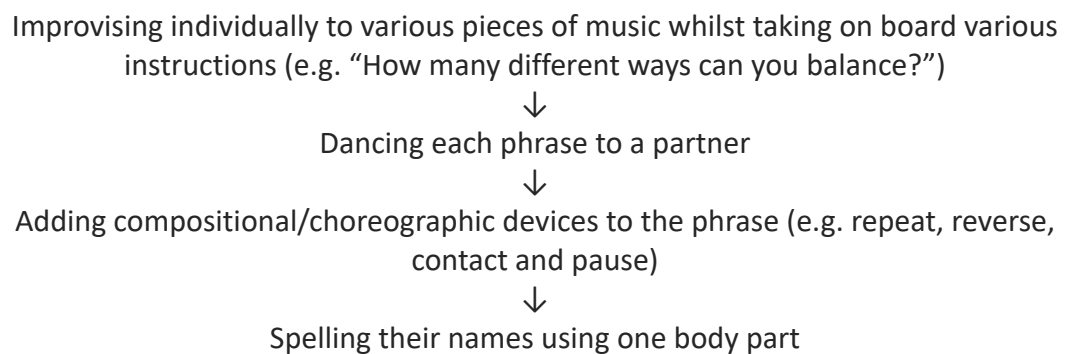 Improvising individually to various pieces of music whilst taking on board various
instructions (e.g. “How many different ways can you balance?”)
↓
Dancing each phrase to a partner
↓
Adding compositional/choreographic devices to the phrase (e.g. repeat, reverse,
contact and pause)
↓
Spelling their names using one body part